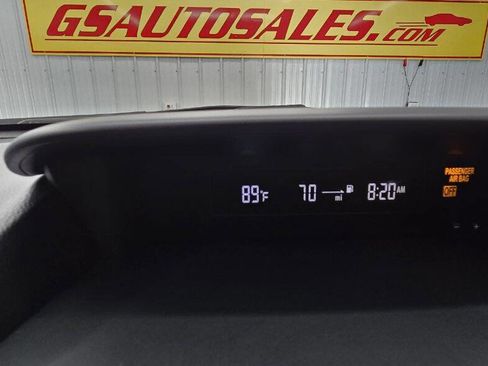 GSAUTOSALES.COM
PASSENGER
AIR BAG
OFF
89°F 70 mi 8:20AM